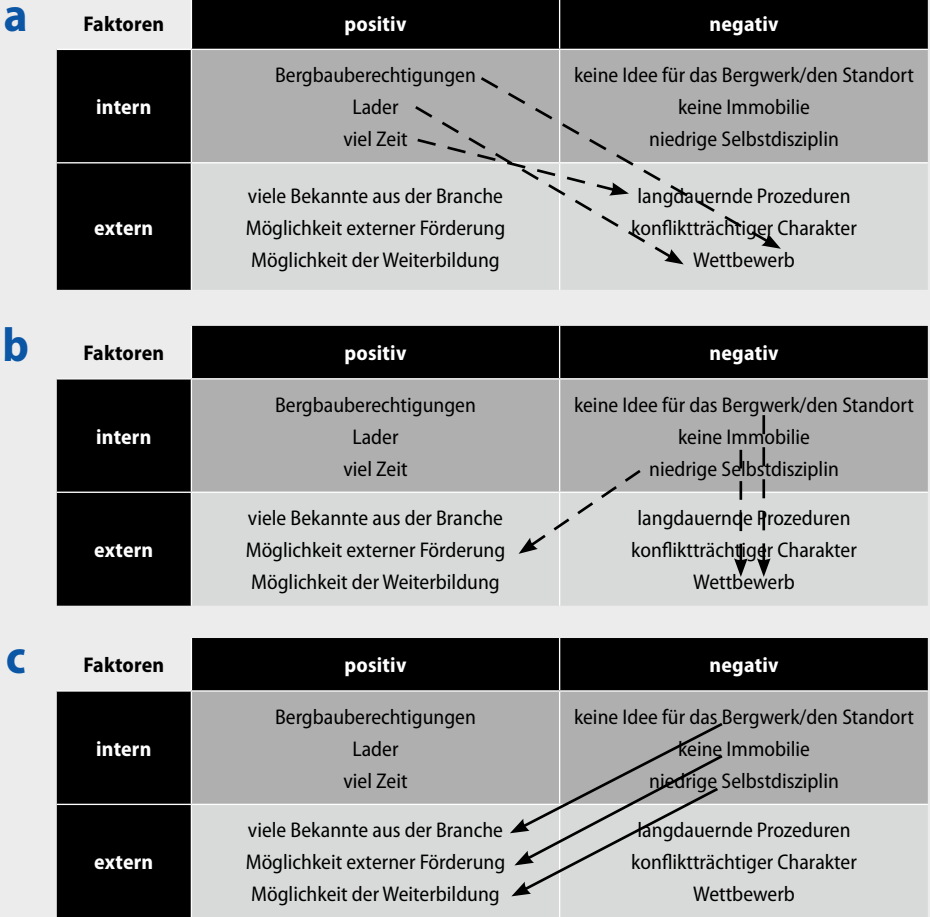 a
Faktoren positiv negativ
intern
Bergbauberechtigungen keine Idee für das Bergwerk/den Standort
Lader keine Immobilie
viel Zeit niedrige Selbstdisziplin
extern
viele Bekannte aus der Branche langdauernde Prozeduren
Möglichkeit externer Förderung konfliktträchtiger Charakter
Möglichkeit der Weiterbildung Wettbewerb
b
Faktoren positiv negativ
intern
Bergbauberechtigungen keine Idee für das Bergwerk/den Standort
Lader keine Immobilie
viel Zeit niedrige Selbstdisziplin
extern
viele Bekannte aus der Branche langdauernde Prozeduren
Möglichkeit externer Förderung konfliktträchtiger Charakter
Möglichkeit der Weiterbildung Wettbewerb
c
Faktoren positiv negativ
intern
Bergbauberechtigungen keine Idee für das Bergwerk/den Standort
Lader keine Immobilie
viel Zeit niedrige Selbstdisziplin
extern
viele Bekannte aus der Branche langdauernde Prozeduren
Möglichkeit externer Förderung konfliktträchtiger Charakter
Möglichkeit der Weiterbildung Wettbewerb